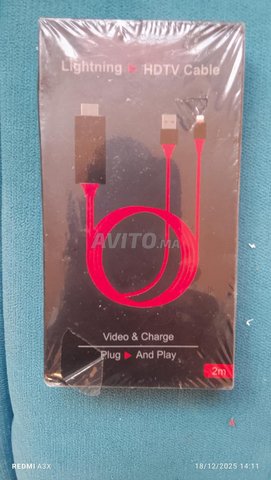 Lightning ▶ HDTV Cable
AVITO.MA
Video & Charge
Plug ▶ And Play
2m
REDMI A3X
18/12/2025 14:11